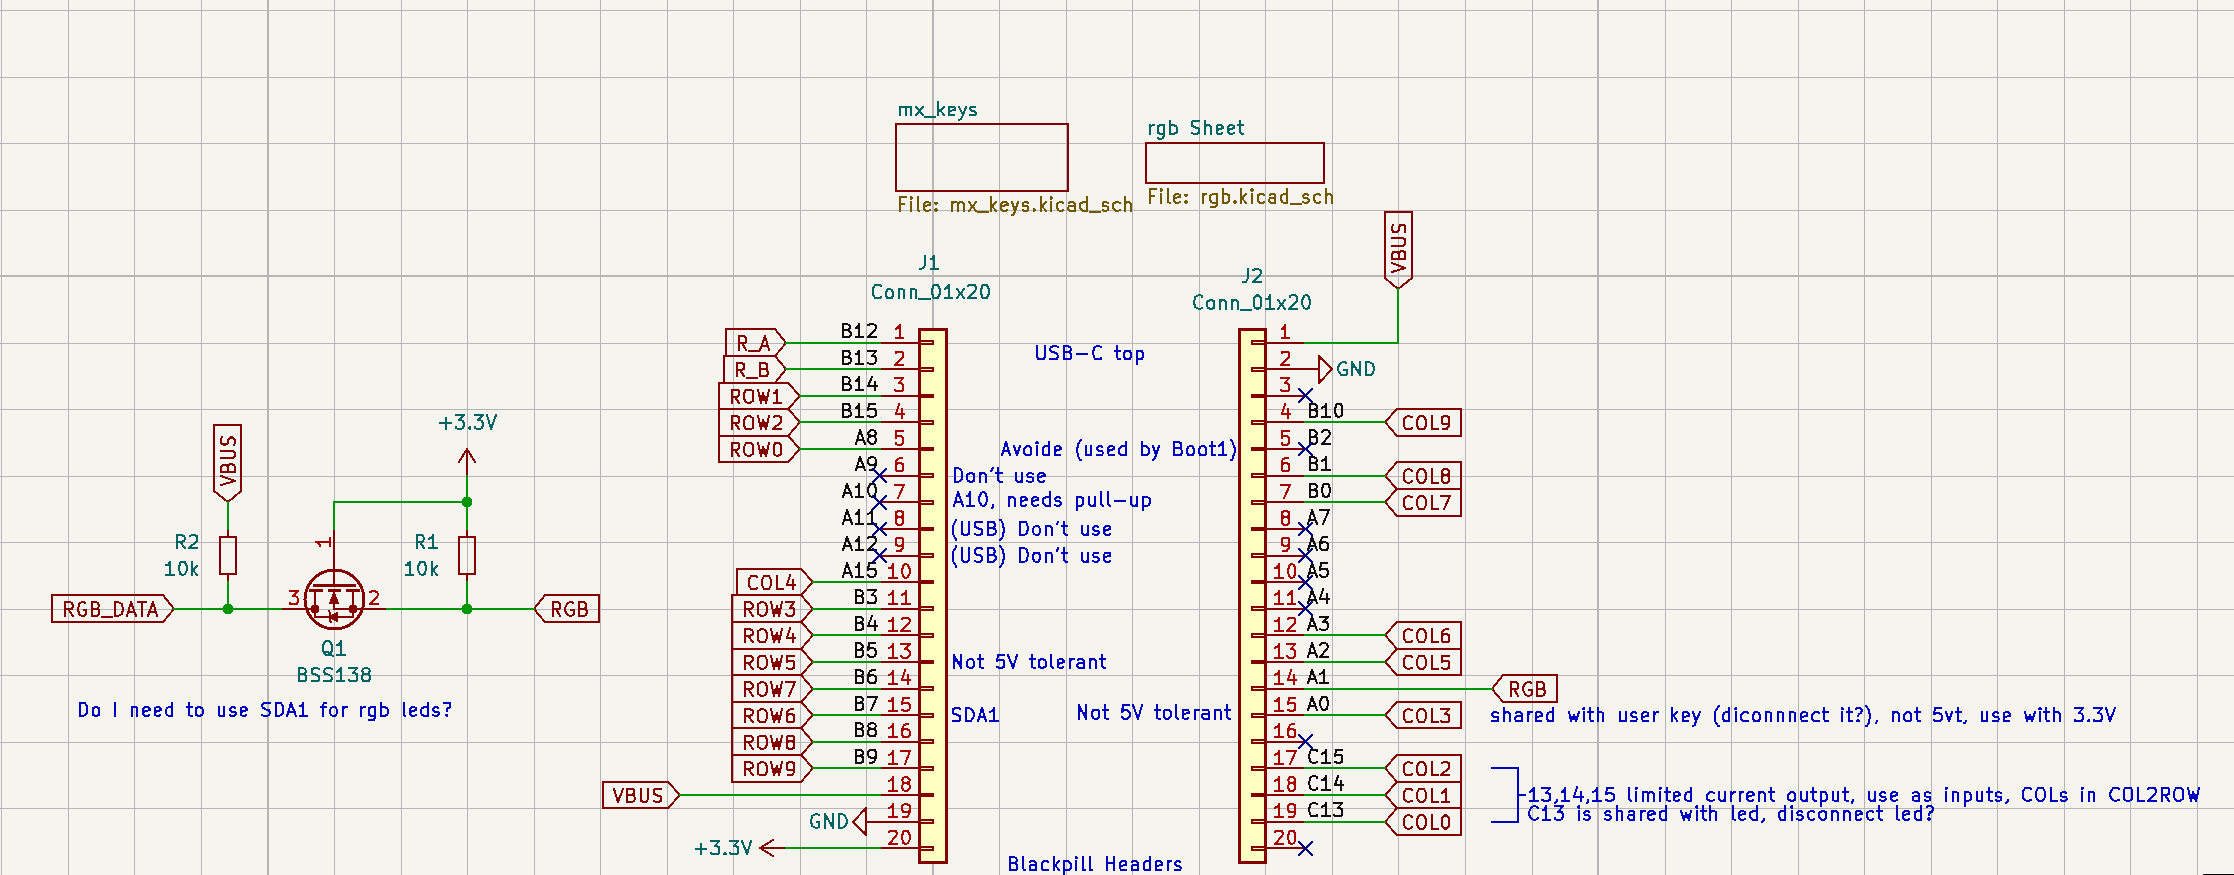 mx_keys
File: mx_keys.kicad_sch
rgb Sheet
File: rgb.kicad_sch
VBUS
+3.3V
R2
10k
1
R1
10k
RGB_DATA
3
2
RGB
Q1
BSS138
Do I need to use SDA1 for rgb leds?
J1
Conn_01x20
R_A B12 1
R_B B13 2
ROW1 B14 3
ROW2 B15 4
ROW0 A8 5
A9 6 Don't use
A10 7 A10, needs pull-up
A11 8 (USB) Don't use
A12 9 (USB) Don't use
COL4 A15 10
ROW3 B3 11
ROW4 B4 12
ROW5 B5 13 Not 5V tolerant
ROW7 B6 14
ROW6 B7 15 SDA1
ROW8 B8 16
ROW9 B9 17
VBUS 18
GND 19
+3.3V 20
USB-C top
Blackpill Headers
J2
Conn_01x20
VBUS
1
2 GND
3
4 B10 COL9
Avoide (used by Boot1) 5 B2
6 B1 COL8
7 B0 COL7
8 A7
9 A6
10 A5
11 A4
12 A3 COL6
13 A2 COL5
14 A1 RGB
Not 5V tolerant 15 A0 COL3 shared with user key (diconnnect it?), not 5vt, use with 3.3V
16
17 C15 COL2
18 C14 COL1 13,14,15 limited current output, use as inputs, COLs in COL2ROW
19 C13 COL0 C13 is shared with led, disconnect led?
20